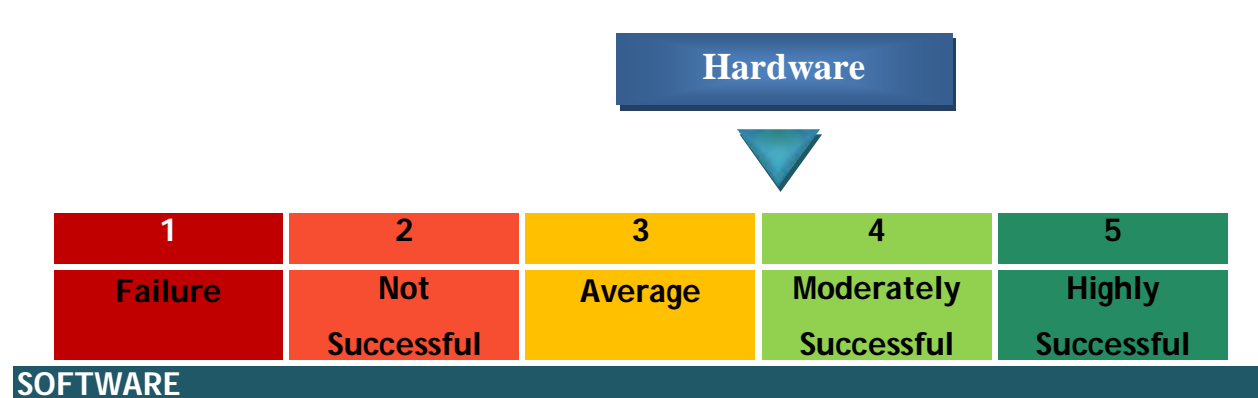 Hardware
1 2 3 4 5
Failure Not Average Moderately Highly
Successful Successful Successful
SOFTWARE